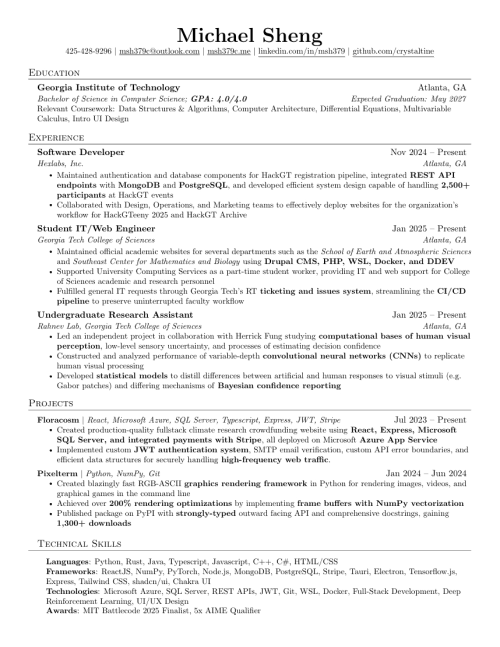 Michael Sheng
425-428-9296 | msh379c@outlook.com | msh379c.me | linkedin.com/in/msh379 | github.com/crystaltine
Education
Georgia Institute of Technology Atlanta, GA
Bachelor of Science in Computer Science; GPA: 4.0/4.0 Expected Graduation: May 2027
Relevant Coursework: Data Structures & Algorithms, Computer Architecture, Differential Equations, Multivariable
Calculus, Intro UI Design
Experience
Software Developer Nov 2024 – Present
Hexlabs, Inc. Atlanta, GA
• Maintained authentication and database components for HackGT registration pipeline, integrated REST API
endpoints with MongoDB and PostgreSQL, and developed efficient system design capable of handling 2,500+
participants at HackGT events
• Collaborated with Design, Operations, and Marketing teams to effectively deploy websites for the organization's
workflow for HackGTeeny 2025 and HackGT Archive
Student IT/Web Engineer Jan 2025 – Present
Georgia Tech College of Sciences Atlanta, GA
• Maintained official academic websites for several departments such as the School of Earth and Atmospheric Sciences
and Southeast Center for Mathematics and Biology using Drupal CMS, PHP, WSL, Docker, and DDEV
• Supported University Computing Services as a part-time student worker, providing IT and web support for College
of Sciences academic and research personnel
• Fulfilled general IT requests through Georgia Tech's RT ticketing and issues system, streamlining the CI/CD
pipeline to preserve uninterrupted faculty workflow
Undergraduate Research Assistant Jan 2025 – Present
Rahnev Lab, Georgia Tech College of Sciences Atlanta, GA
• Led an independent project in collaboration with Herrick Fung studying computational bases of human visual
perception, low-level sensory uncertainty, and processes of estimating decision confidence
• Constructed and analyzed performance of variable-depth convolutional neural networks (CNNs) to replicate
human visual processing
• Developed statistical models to distill differences between artificial and human responses to visual stimuli (e.g.
Gabor patches) and differing mechanisms of Bayesian confidence reporting
Projects
Floracosm | React, Microsoft Azure, SQL Server, Typescript, Express, JWT, Stripe Jul 2023 – Present
• Created production-quality fullstack climate research crowdfunding website using React, Express, Microsoft
SQL Server, and integrated payments with Stripe, all deployed on Microsoft Azure App Service
• Implemented custom JWT authentication system, SMTP email verification, custom API error boundaries, and
efficient data structures for securely handling high-frequency web traffic.
Pixelterm | Python, NumPy, Git Jan 2024 – Jun 2024
• Created blazingly fast RGB-ASCII graphics rendering framework in Python for rendering images, videos, and
graphical games in the command line
• Achieved over 200% rendering optimizations by implementing frame buffers with NumPy vectorization
• Published package on PyPI with strongly-typed outward facing API and comprehensive docstrings, gaining
1,300+ downloads
Technical Skills
Languages: Python, Rust, Java, Typescript, Javascript, C++, C#, HTML/CSS
Frameworks: ReactJS, NumPy, PyTorch, Node.js, MongoDB, PostgreSQL, Stripe, Tauri, Electron, Tensorflow.js,
Express, Tailwind CSS, shadcn/ui, Chakra UI
Technologies: Microsoft Azure, SQL Server, REST APIs, JWT, Git, WSL, Docker, Full-Stack Development, Deep
Reinforcement Learning, UI/UX Design
Awards: MIT Battlecode 2025 Finalist, 5x AIME Qualifier